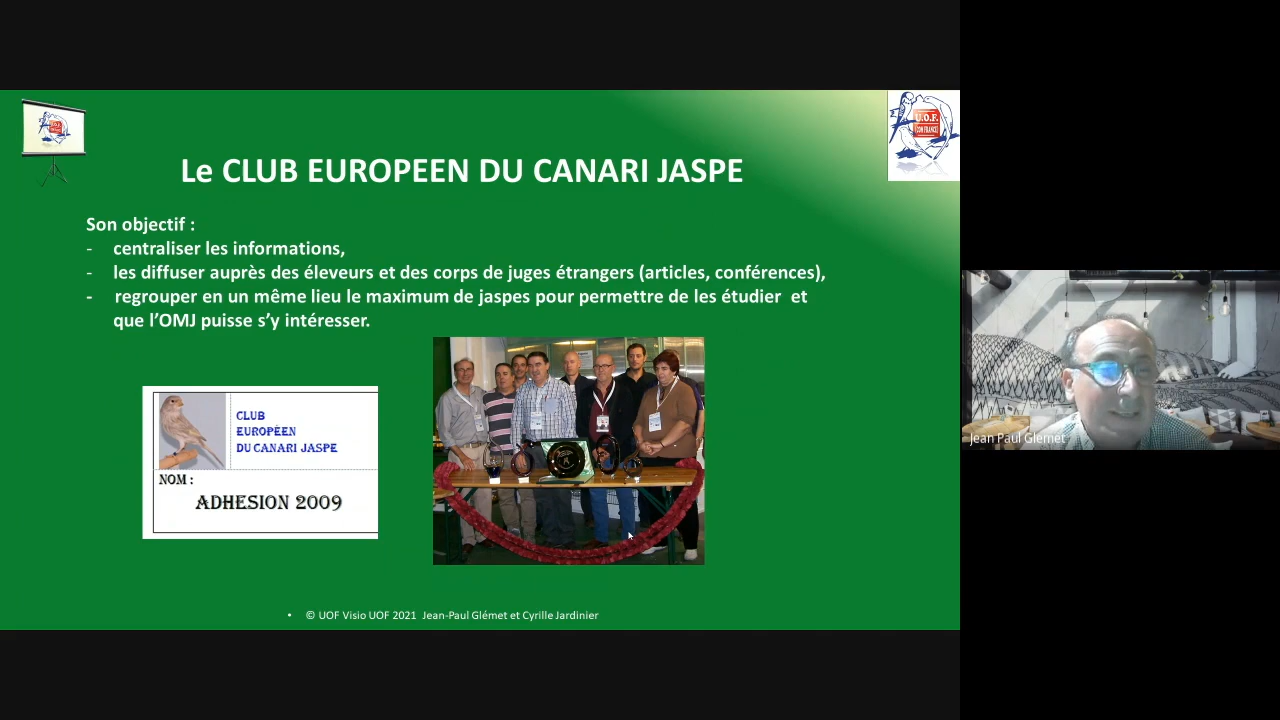 U.O.F.
COM FRANCE
Le CLUB EUROPEEN DU CANARI JASPE
Son objectif :
- centraliser les informations,
- les diffuser auprès des éleveurs et des corps de juges étrangers (articles, conférences),
- regrouper en un même lieu le maximum de jaspes pour permettre de les étudier et
que l'OMJ puisse s'y intéresser.
CLUB
EUROPÉEN
DU CANARI JASPE
NOM :
ADHESION 2009
Jean Paul Glemet
• © UOF Visio UOF 2021 Jean-Paul Glémet et Cyrille Jardinier